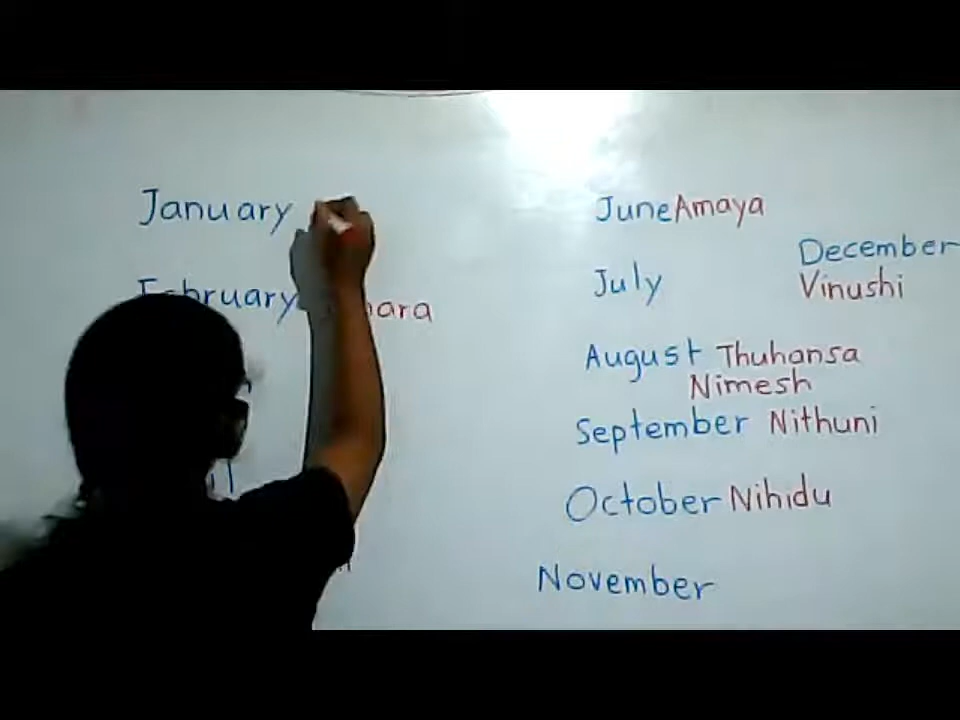 January
February
June Amaya
July
December
Vinushi
August Thuhansa
Nimesh
September Nithuni
October Nihidu
November